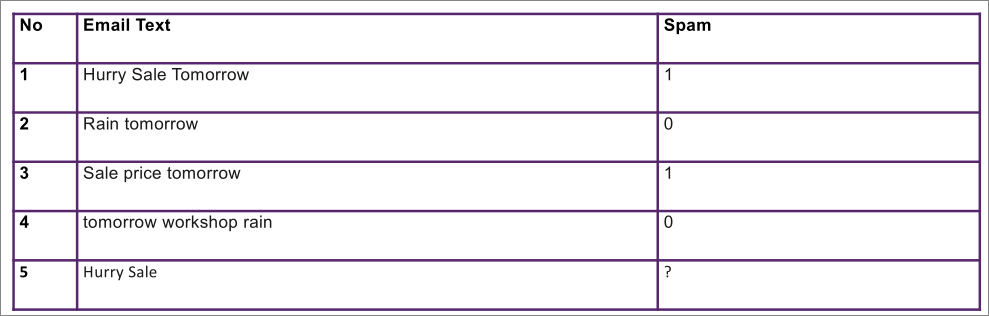 No Email Text Spam
1 Hurry Sale Tomorrow 1
2 Rain tomorrow 0
3 Sale price tomorrow 1
4 tomorrow workshop rain 0
5 Hurry Sale ?